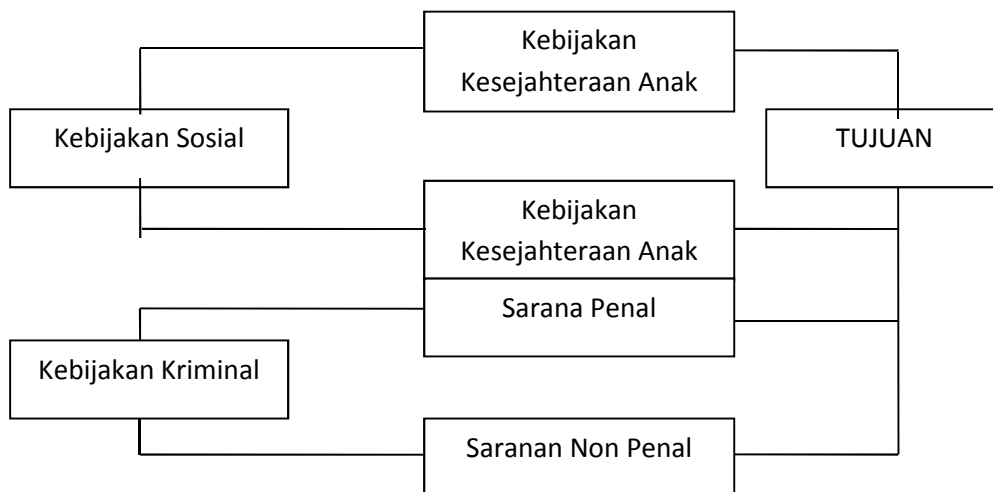 Kebijakan
Kesejahteraan Anak
Kebijakan Sosial
TUJUAN
Kebijakan
Kesejahteraan Anak
Sarana Penal
Kebijakan Kriminal
Saranan Non Penal